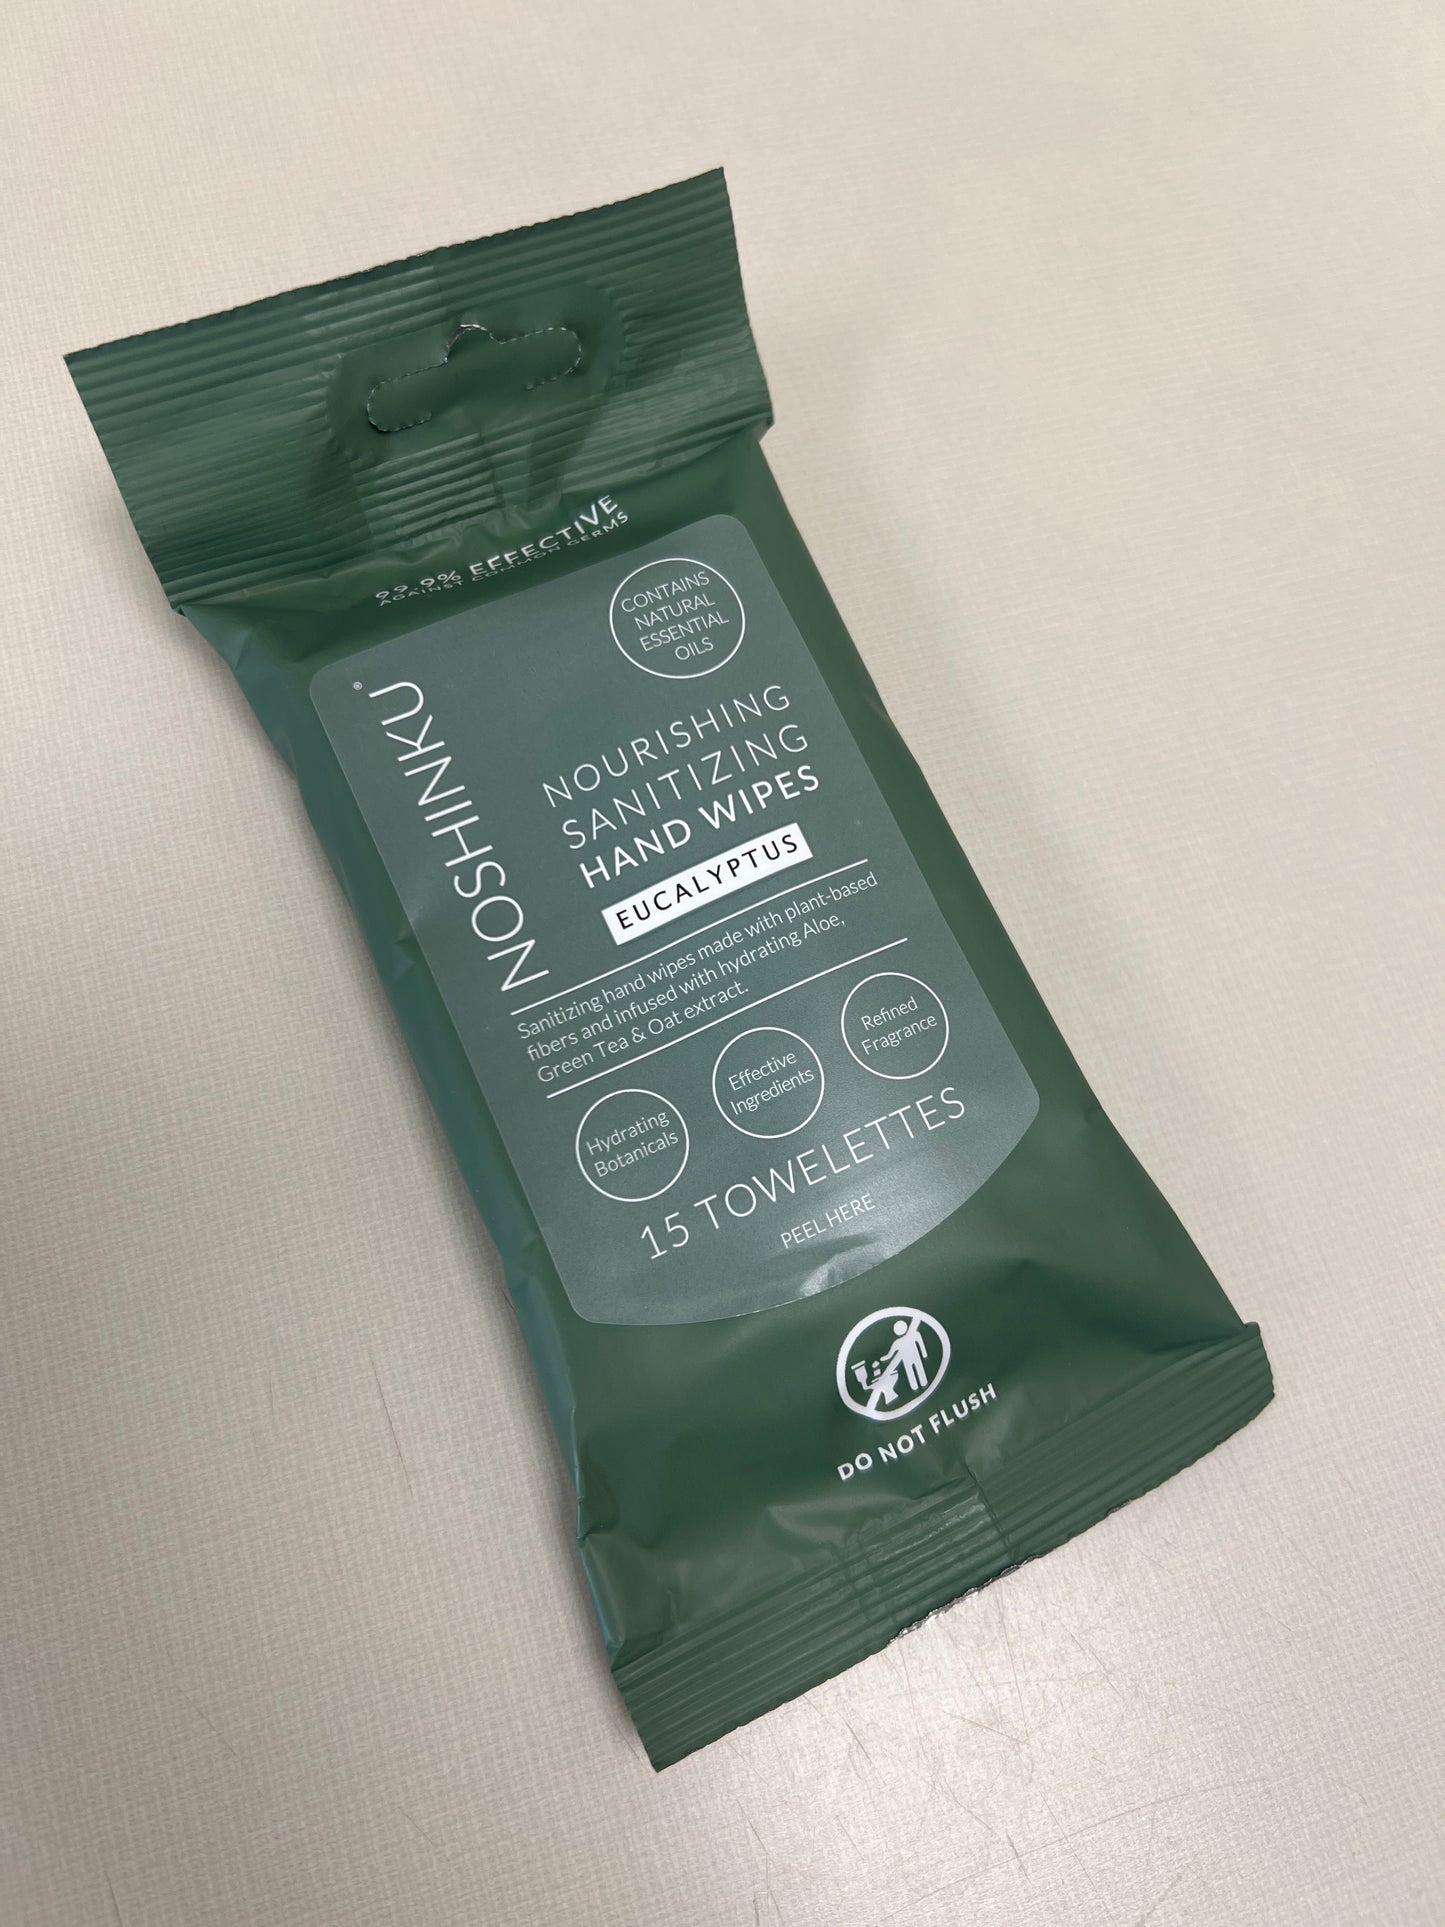 99.9% EFFECTIVE
AGAINST COMMON GERMS
CONTAINS
NATURAL
ESSENTIAL
OILS
NOSHINKU®
NOURISHING
SANITIZING
HAND WIPES
EUCALYPTUS
Sanitizing hand wipes made with plant-based
fibers and infused with hydrating Aloe,
Green Tea & Oat extract.
Hydrating
Botanicals
Effective
Ingredients
Refined
Fragrance
15 TOWELETTES
PEEL HERE
DO NOT FLUSH